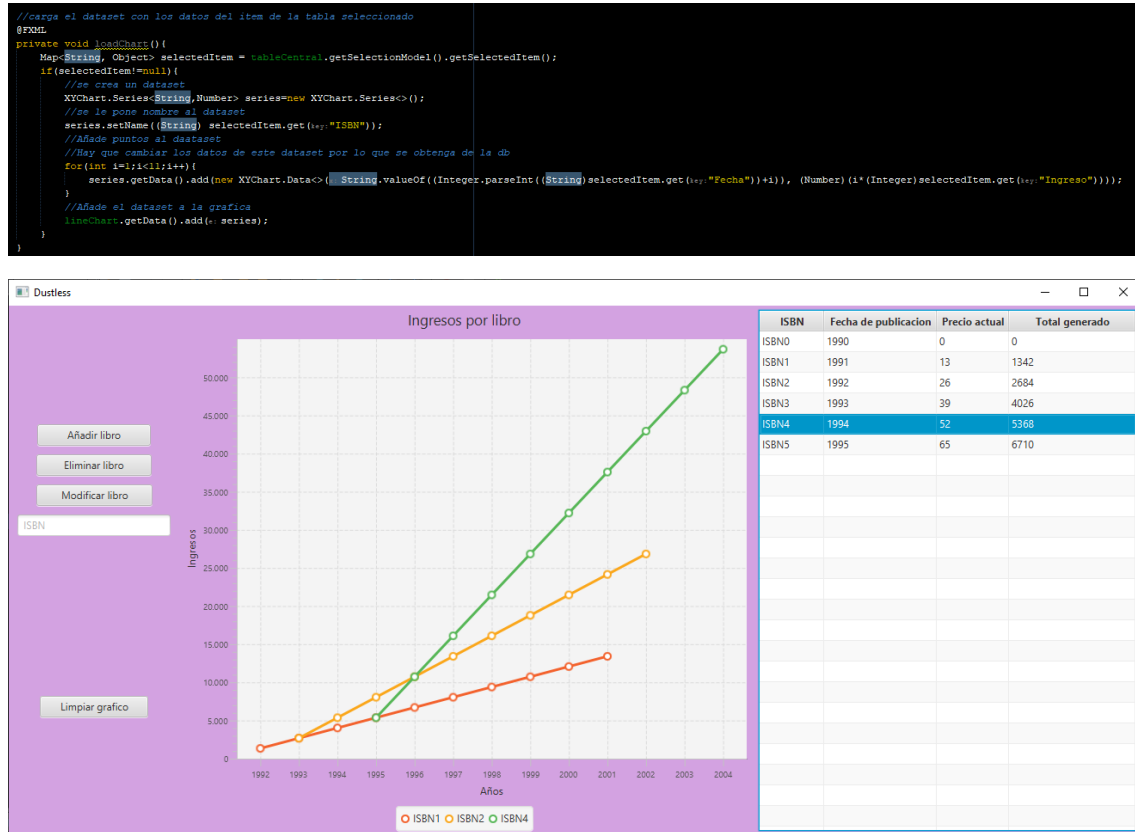 //carga el dataset con los datos del item de la tabla seleccionado
@FXML
private void loadChart(){
Map<String, Object> selectedItem = tableCentral.getSelectionModel().getSelectedItem();
if(selectedItem!=null){
//se crea un dataset
XYChart.Series<String,Number> series=new XYChart.Series<>();
//se le pone nombre al dataset
series.setName((String) selectedItem.get(key:"ISBN"));
//Añade puntos al daataset
//Hay que cambiar los datos de este dataset por lo que se obtenga de la db
for(int i=1;i<11;i++){
series.getData().add(new XYChart.Data<>(x: String.valueOf((Integer.parseInt((String)selectedItem.get(key:"Fecha"))+i)), (Number)(i*(Integer)selectedItem.get(key:"Ingreso"))));
}
//Añade el dataset a la grafica
lineChart.getData().add(e: series);
}
}
Dustless
Ingresos por libro
Añadir libro
Eliminar libro
Modificar libro
ISBN
Limpiar grafico
Ingresos
50.000
45.000
40.000
35.000
30.000
25.000
20.000
15.000
10.000
5.000
0
1992 1993 1994 1995 1996 1997 1998 1999 2000 2001 2002 2003 2004
Años
ISBN1 ISBN2 ISBN4
ISBN Fecha de publicacion Precio actual Total generado
ISBN0 1990 0 0
ISBN1 1991 13 1342
ISBN2 1992 26 2684
ISBN3 1993 39 4026
ISBN4 1994 52 5368
ISBN5 1995 65 6710